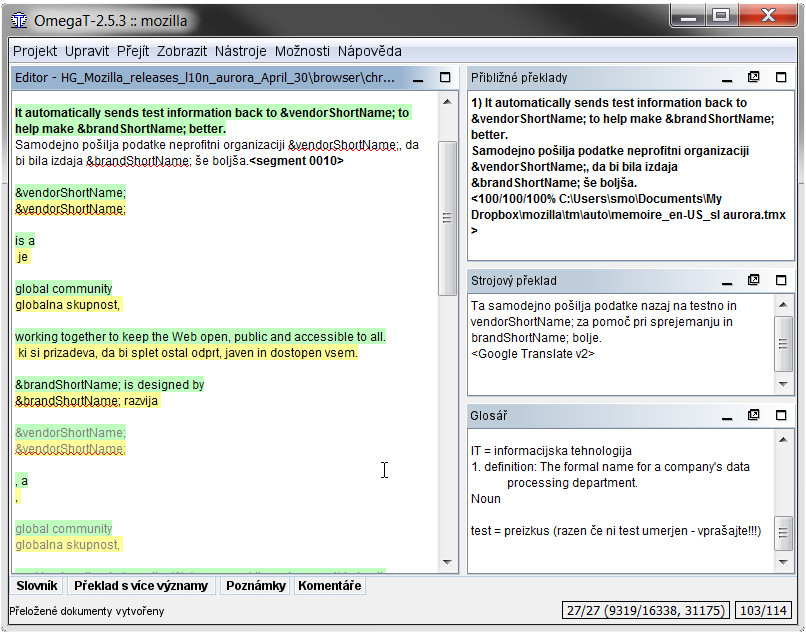 OmegaT-2.5.3 :: mozilla
Projekt Upravit Přejít Zobrazit Nástroje Možnosti Nápověda
Editor - HG_Mozilla_releases_l10n_aurora_April_30\browser\chr...
It automatically sends test information back to &vendorShortName; to
help make &brandShortName; better.
Samodejno pošilja podatke neprofitni organizaciji &vendorShortName;, da
bi bila izdaja &brandShortName; še boljša.<segment 0010>
&vendorShortName;
&vendorShortName;
is a
je
global community
globalna skupnost,
working together to keep the Web open, public and accessible to all.
ki si prizadeva, da bi splet ostal odprt, javen in dostopen vsem.
&brandShortName; is designed by
&brandShortName; razvija
&vendorShortName;
&vendorShortName;
, a
,
global community
globalna skupnost,
Přibližné překlady
1) It automatically sends test information back to
&vendorShortName; to help make &brandShortName;
better.
Samodejno pošilja podatke neprofitni organizaciji
&vendorShortName;, da bi bila izdaja
&brandShortName; še boljša.
<100/100/100% C:\Users\smo\Documents\My
Dropbox\mozilla\tm\auto\memoire_en-US_sl aurora.tmx
>
Strojový překlad
Ta samodejno pošilja podatke nazaj na testno in
vendorShortName; za pomoč pri sprejemanju in
brandShortName; bolje.
<Google Translate v2>
Glosář
IT = informacijska tehnologija
1. definition: The formal name for a company's data
processing department.
Noun
test = preizkus (razen če ni test umerjen - vprašajte!!!)
Slovník Překlad s více významy Poznámky Komentáře
Přeložené dokumenty vytvořeny
27/27 (9319/16338, 31175) 103/114